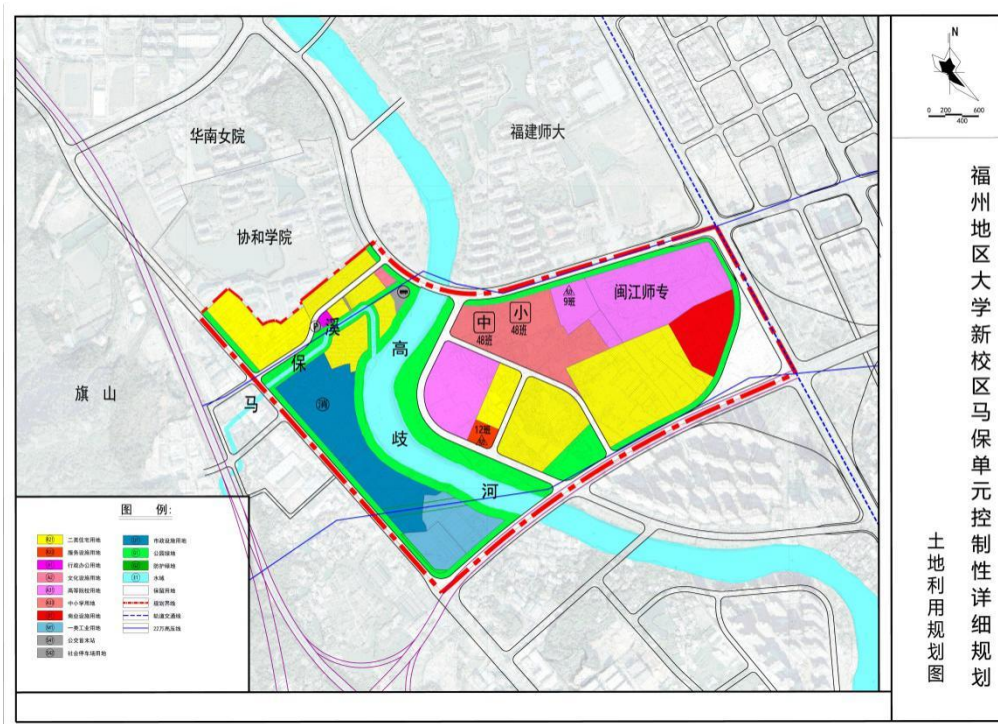 N
0 200 400 600
福州地区大学新校区马保单元控制性详细规划
土地利用规划图
华南女院
福建师大
协和学院
旗山
闽江师专
9班
中
48班
小
48班
12班
幼
P
消
马保溪
高歧河
图例:
R21 二类住宅用地
服务设施用地
行政办公用地
A2 文化设施用地
高等院校用地
中小学用地
商业设施用地
一类工业用地
公交首末站
社会停车场用地
市政设施用地
公园绿地
防护绿地
E1 水域
保留用地
规划界线
轨道交通线
22万高压线